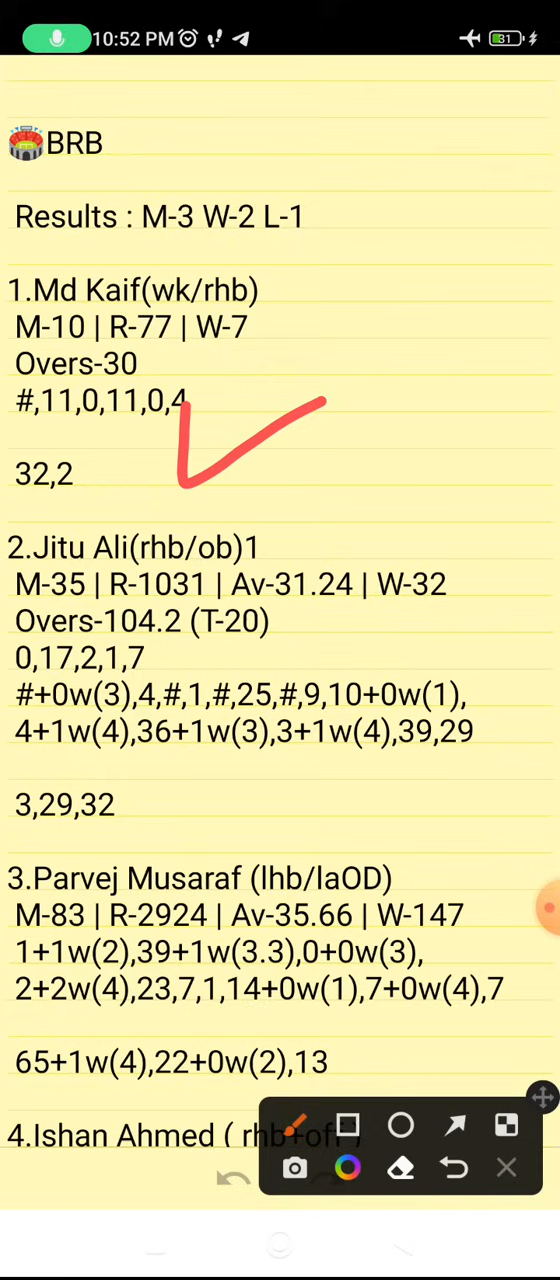 10:52 PM
31
BRB
Results : M-3 W-2 L-1
1.Md Kaif(wk/rhb)
M-10 | R-77 | W-7
Overs-30
#,11,0,11,0,4
32,2
2.Jitu Ali(rhb/ob)1
M-35 | R-1031 | Av-31.24 | W-32
Overs-104.2 (T-20)
0,17,2,1,7
#+0w(3),4,#,1,#,25,#,9,10+0w(1),
4+1w(4),36+1w(3),3+1w(4),39,29
3,29,32
3.Parvej Musaraf (lhb/laOD)
M-83 | R-2924 | Av-35.66 | W-147
1+1w(2),39+1w(3.3),0+0w(3),
2+2w(4),23,7,1,14+0w(1),7+0w(4),7
65+1w(4),22+0w(2),13
4.Ishan Ahmed ( rhb+off )